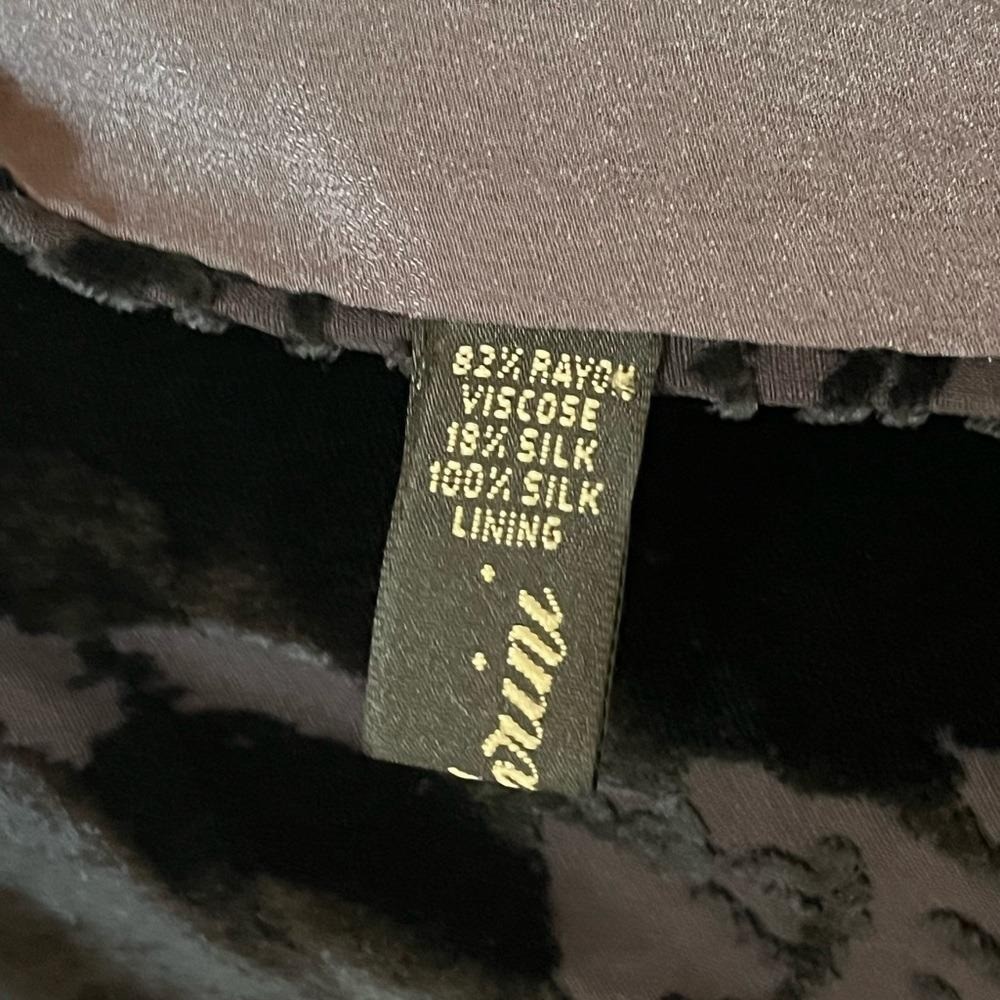 82% RAYON
VISCOSE
18% SILK
100% SILK
LINING